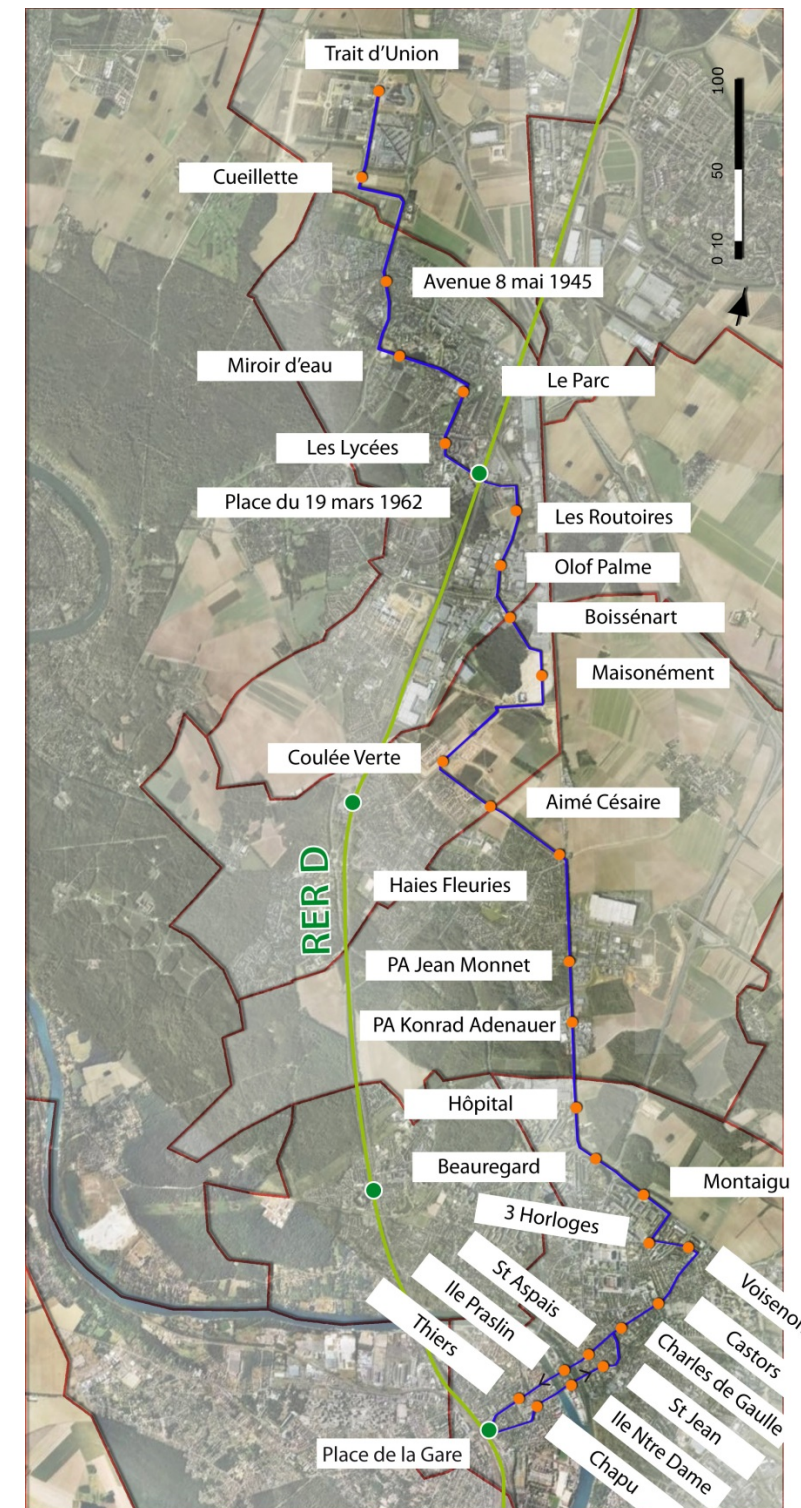 Trait d'Union
100
50
10
0
Cueillette
Avenue 8 mai 1945
Miroir d'eau
Le Parc
Les Lycées
Place du 19 mars 1962
Les Routoires
Olof Palme
Boissénart
Maisonément
Coulée Verte
Aimé Césaire
RER D
Haies Fleuries
PA Jean Monnet
PA Konrad Adenauer
Hôpital
Beauregard
Montaigu
3 Horloges
Voisenon
St Aspais
Ile Praslin
Thiers
Castors
Charles de Gaulle
St Jean
Ile Ntre Dame
Chapu
Place de la Gare